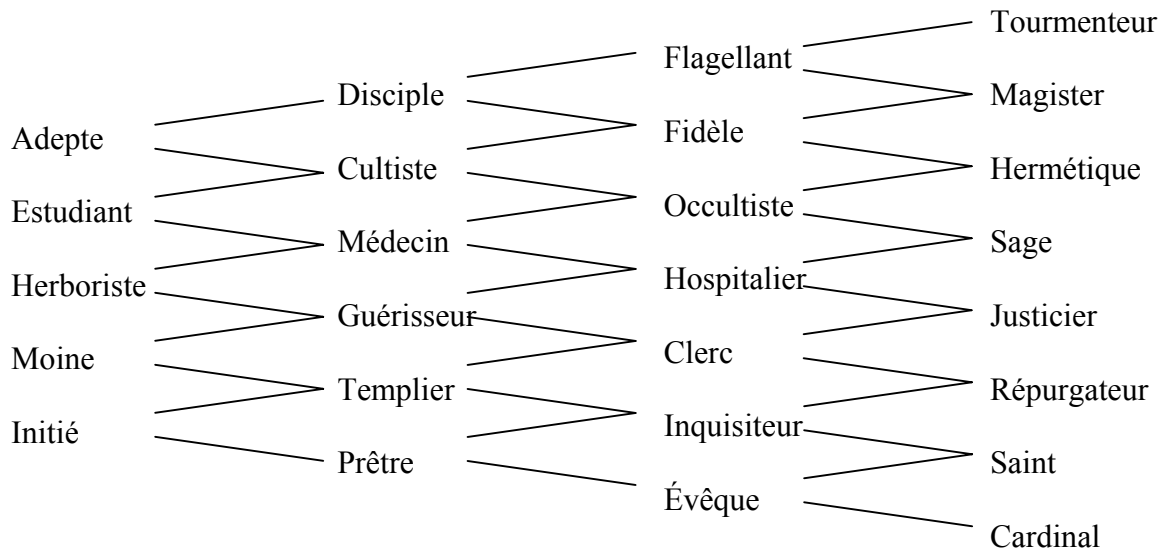 Adepte
Estudiant
Herboriste
Moine
Initié
Disciple
Cultiste
Médecin
Guérisseur
Templier
Prêtre
Flagellant
Fidèle
Occultiste
Hospitalier
Clerc
Inquisiteur
Évêque
Tourmenteur
Magister
Hermétique
Sage
Justicier
Répurgateur
Saint
Cardinal